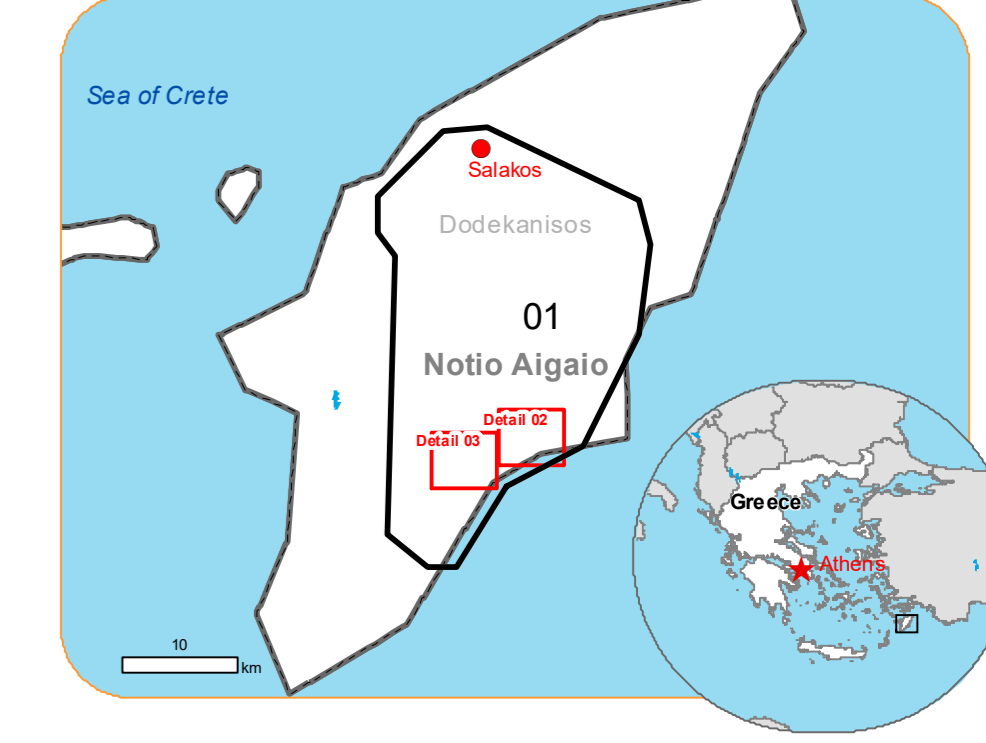 Sea of Crete
Salakos
Dodekanisos
01
Notio Aigaio
Detail 02
Detail 03
Greece
Athens
10
km